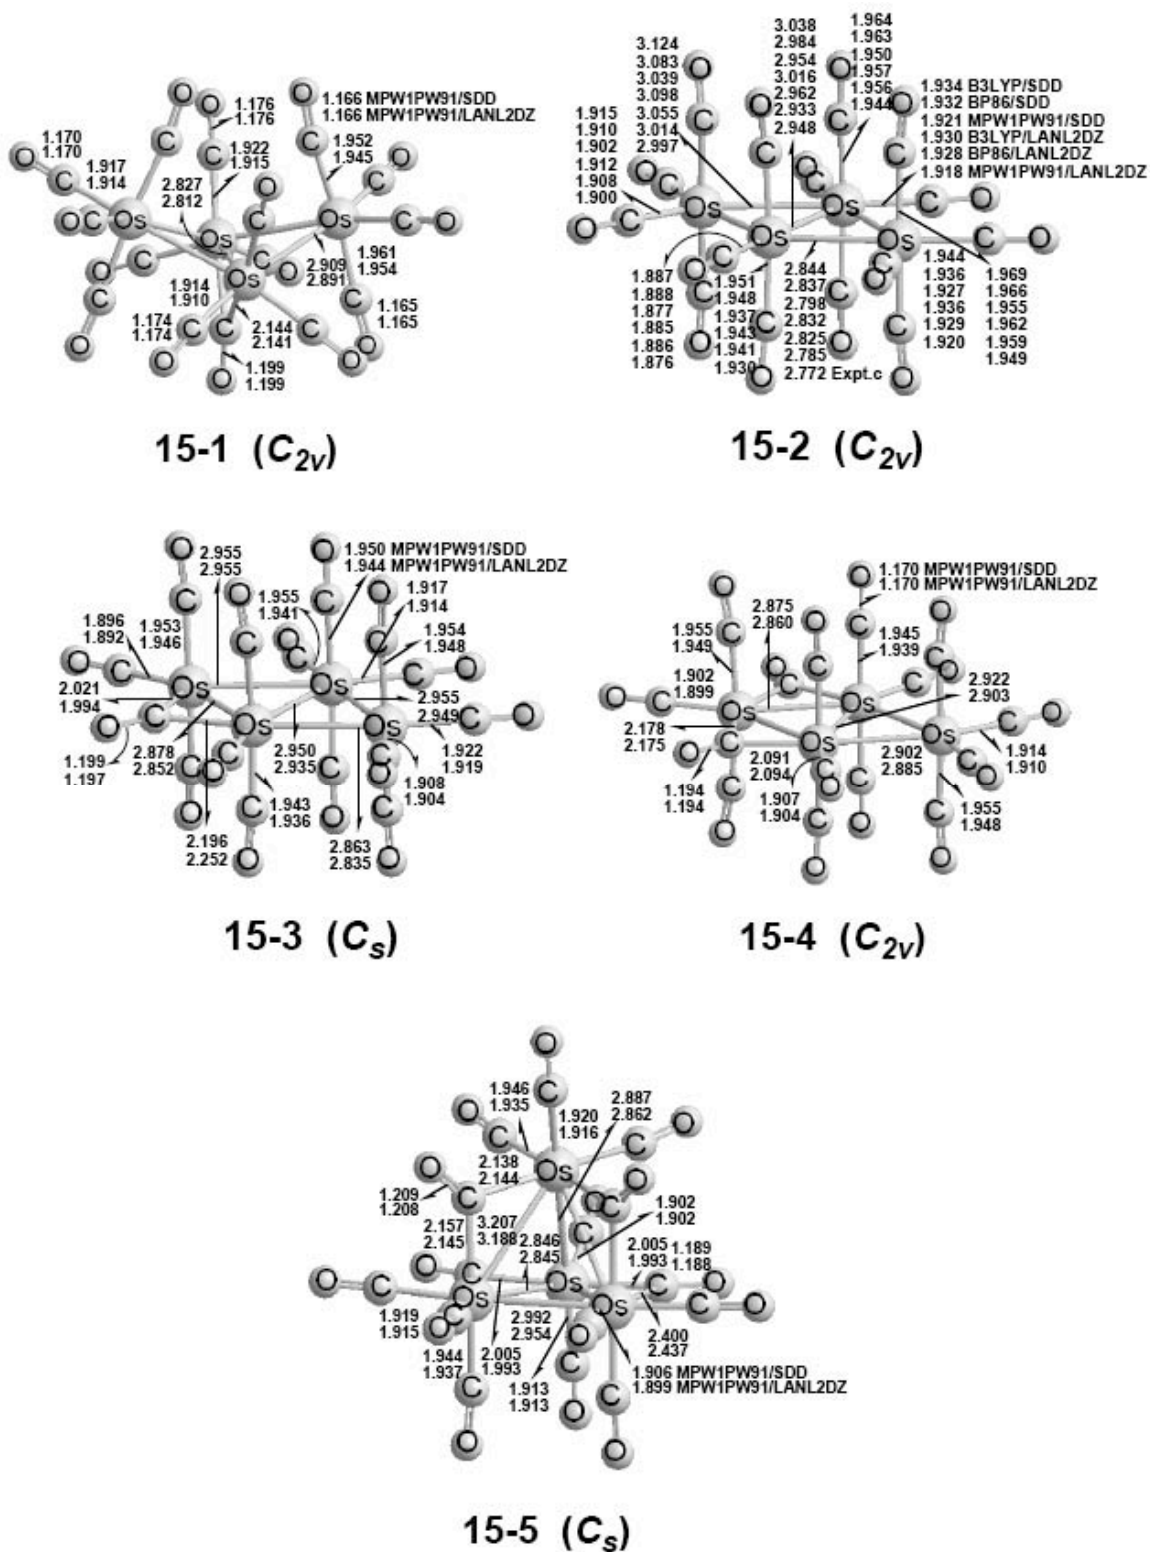 O
O
O
1.176
1.176
1.166 MPW1PW91/SDD
1.166 MPW1PW91/LANL2DZ
C
C
C
1.170
1.170
O
C
1.917
1.914
1.922
1.915
1.952
1.945
2.827
2.812
O
C
O
O
C
Os
Os
C
Os
C
O
C
C
O
O
1.914
1.910
Os
2.909
2.891
1.961
1.954
C
C
1.174
1.174
C
C
2.144
2.141
C
1.165
1.165
O
O
O
O
O
1.199
1.199
15-1 (C2v)
3.124
3.083
3.039
3.098
3.055
3.014
2.997
3.038
2.984
2.954
3.016
2.962
2.933
2.948
1.964
1.963
1.950
1.957
1.956
1.944
1.934 B3LYP/SDD
1.932 BP86/SDD
1.921 MPW1PW91/SDD
1.930 B3LYP/LANL2DZ
1.928 BP86/LANL2DZ
1.918 MPW1PW91/LANL2DZ
1.915
1.910
1.902
1.912
1.908
1.900
O
O
O
O
C
C
C
C
O
C
O
C
Os
Os
O
C
C
O
Os
Os
C
O
C
C
O
O
C
C
C
C
O
O
O
O
1.887
1.888
1.877
1.885
1.886
1.876
1.951
1.948
1.937
1.943
1.941
1.930
2.844
2.837
2.798
2.832
2.825
2.785
2.772 Expt.c
1.944
1.936
1.927
1.936
1.929
1.920
1.969
1.966
1.955
1.962
1.959
1.949
15-2 (C2v)
2.955
2.955
1.950 MPW1PW91/SDD
1.944 MPW1PW91/LANL2DZ
O
O
O
O
C
C
C
C
1.955
1.941
1.917
1.914
1.896
1.892
1.953
1.946
1.954
1.948
O
C
O
C
Os
Os
C
O
2.021
1.994
O
C
Os
Os
C
O
2.955
2.949
2.878
2.852
2.950
2.935
1.922
1.919
1.199
1.197
C
C
O
C
C
O
C
C
1.943
1.936
1.908
1.904
O
O
O
O
2.196
2.252
2.863
2.835
15-3 (Cs)
O
1.170 MPW1PW91/SDD
1.170 MPW1PW91/LANL2DZ
O
O
O
2.875
2.860
C
C
C
C
1.955
1.949
1.945
1.939
1.902
1.899
O
C
O
C
C
O
Os
Os
2.922
2.903
2.178
2.175
O
C
Os
Os
C
O
2.091
2.094
2.902
2.885
1.914
1.910
1.194
1.194
C
C
O
C
O
C
C
C
1.907
1.904
1.955
1.948
O
O
O
O
15-4 (C2v)
O
C
1.946
1.935
1.920
1.916
2.887
2.862
O
C
C
O
2.138
2.144
Os
O
C
1.209
1.208
O
O
C
C
1.902
1.902
2.157
2.145
3.207
3.188
2.846
2.845
2.005
1.993
1.189
1.188
O
C
O
C
Os
C
O
Os
Os
C
O
C
O
1.919
1.915
2.992
2.954
O
2.400
2.437
1.944
1.937
2.005
1.993
1.913
1.913
1.906 MPW1PW91/SDD
1.899 MPW1PW91/LANL2DZ
C
C
C
O
O
O
15-5 (Cs)